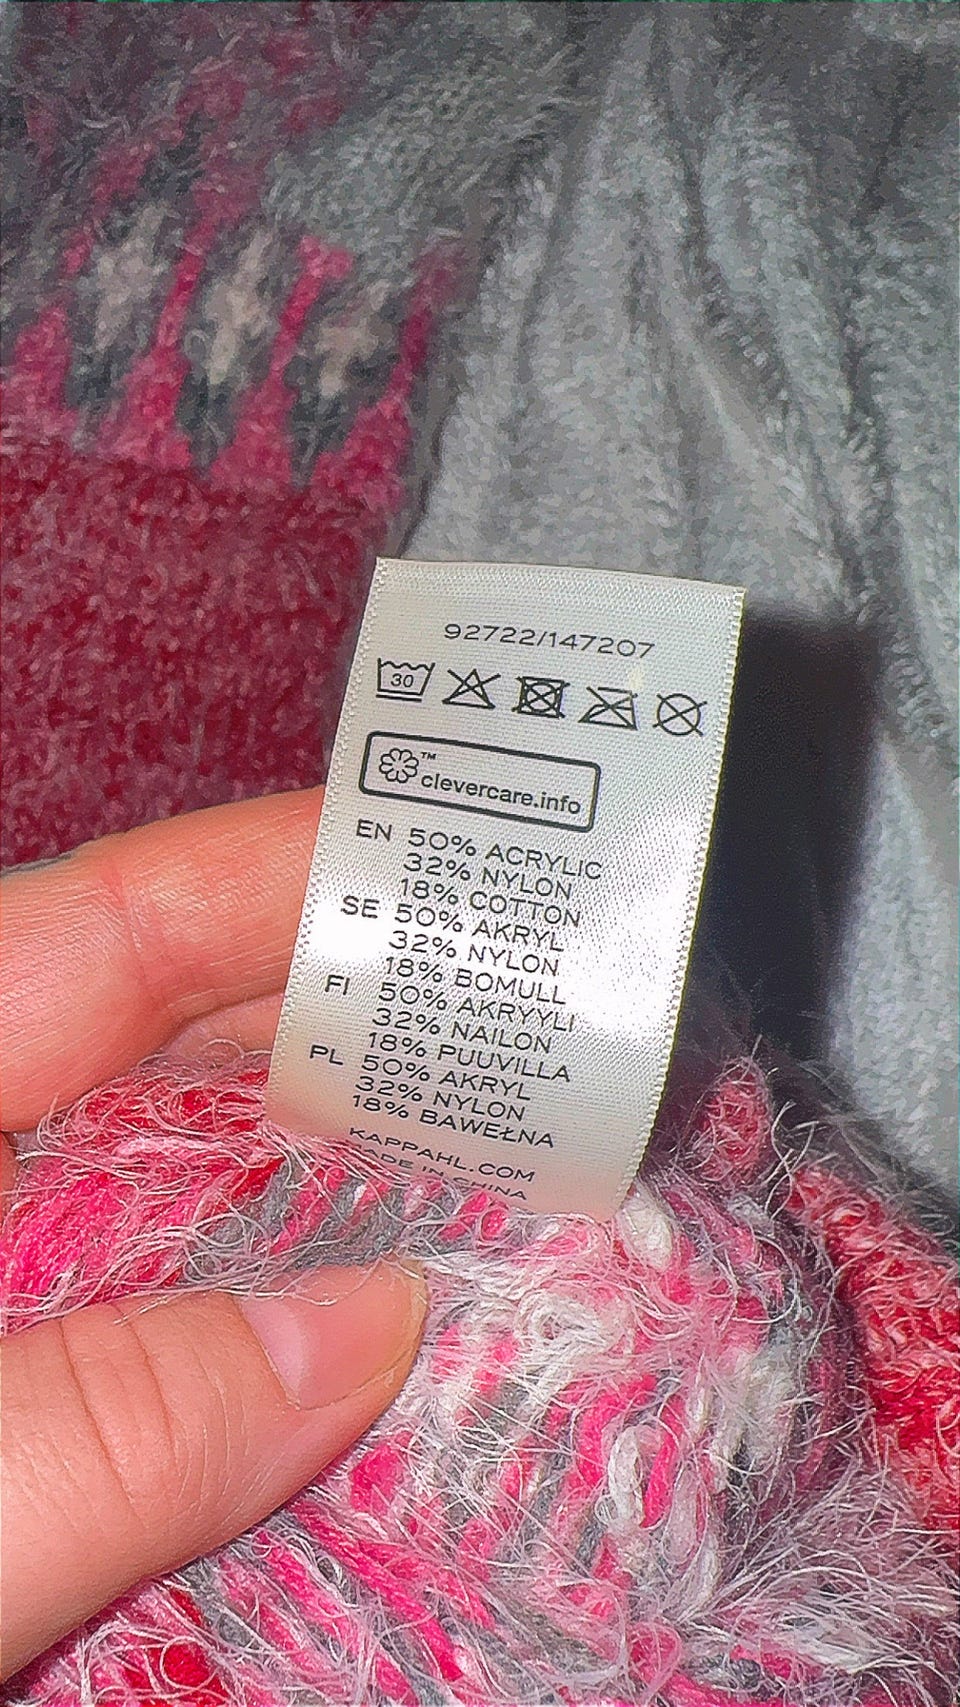 92722/147207
30
™
clevercare.info
EN 50% ACRYLIC
32% NYLON
18% COTTON
SE 50% AKRYL
32% NYLON
18% BOMULL
FI 50% AKRYYLI
32% NAILON
18% PUUVILLA
PL 50% AKRYL
32% NYLON
18% BAWEŁNA
KAPPAHL.COM
MADE IN CHINA